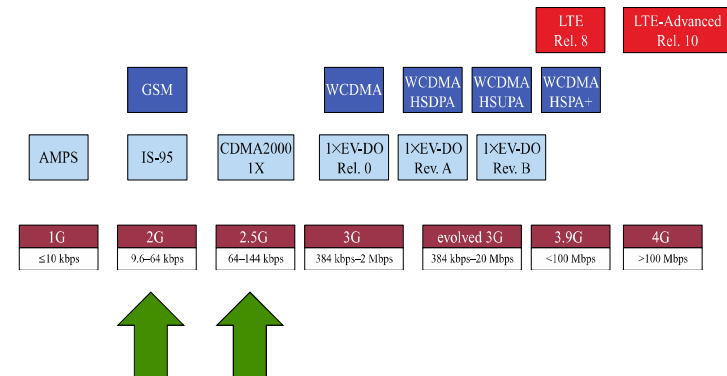 LTE
Rel. 8
LTE-Advanced
Rel. 10
GSM
WCDMA
WCDMA
HSDPA
WCDMA
HSUPA
WCDMA
HSPA+
AMPS
IS-95
CDMA2000
1X
1×EV-DO
Rel. 0
1×EV-DO
Rev. A
1×EV-DO
Rev. B
1G
≤10 kbps
2G
9.6–64 kbps
2.5G
64–144 kbps
3G
384 kbps–2 Mbps
evolved 3G
384 kbps–20 Mbps
3.9G
<100 Mbps
4G
>100 Mbps